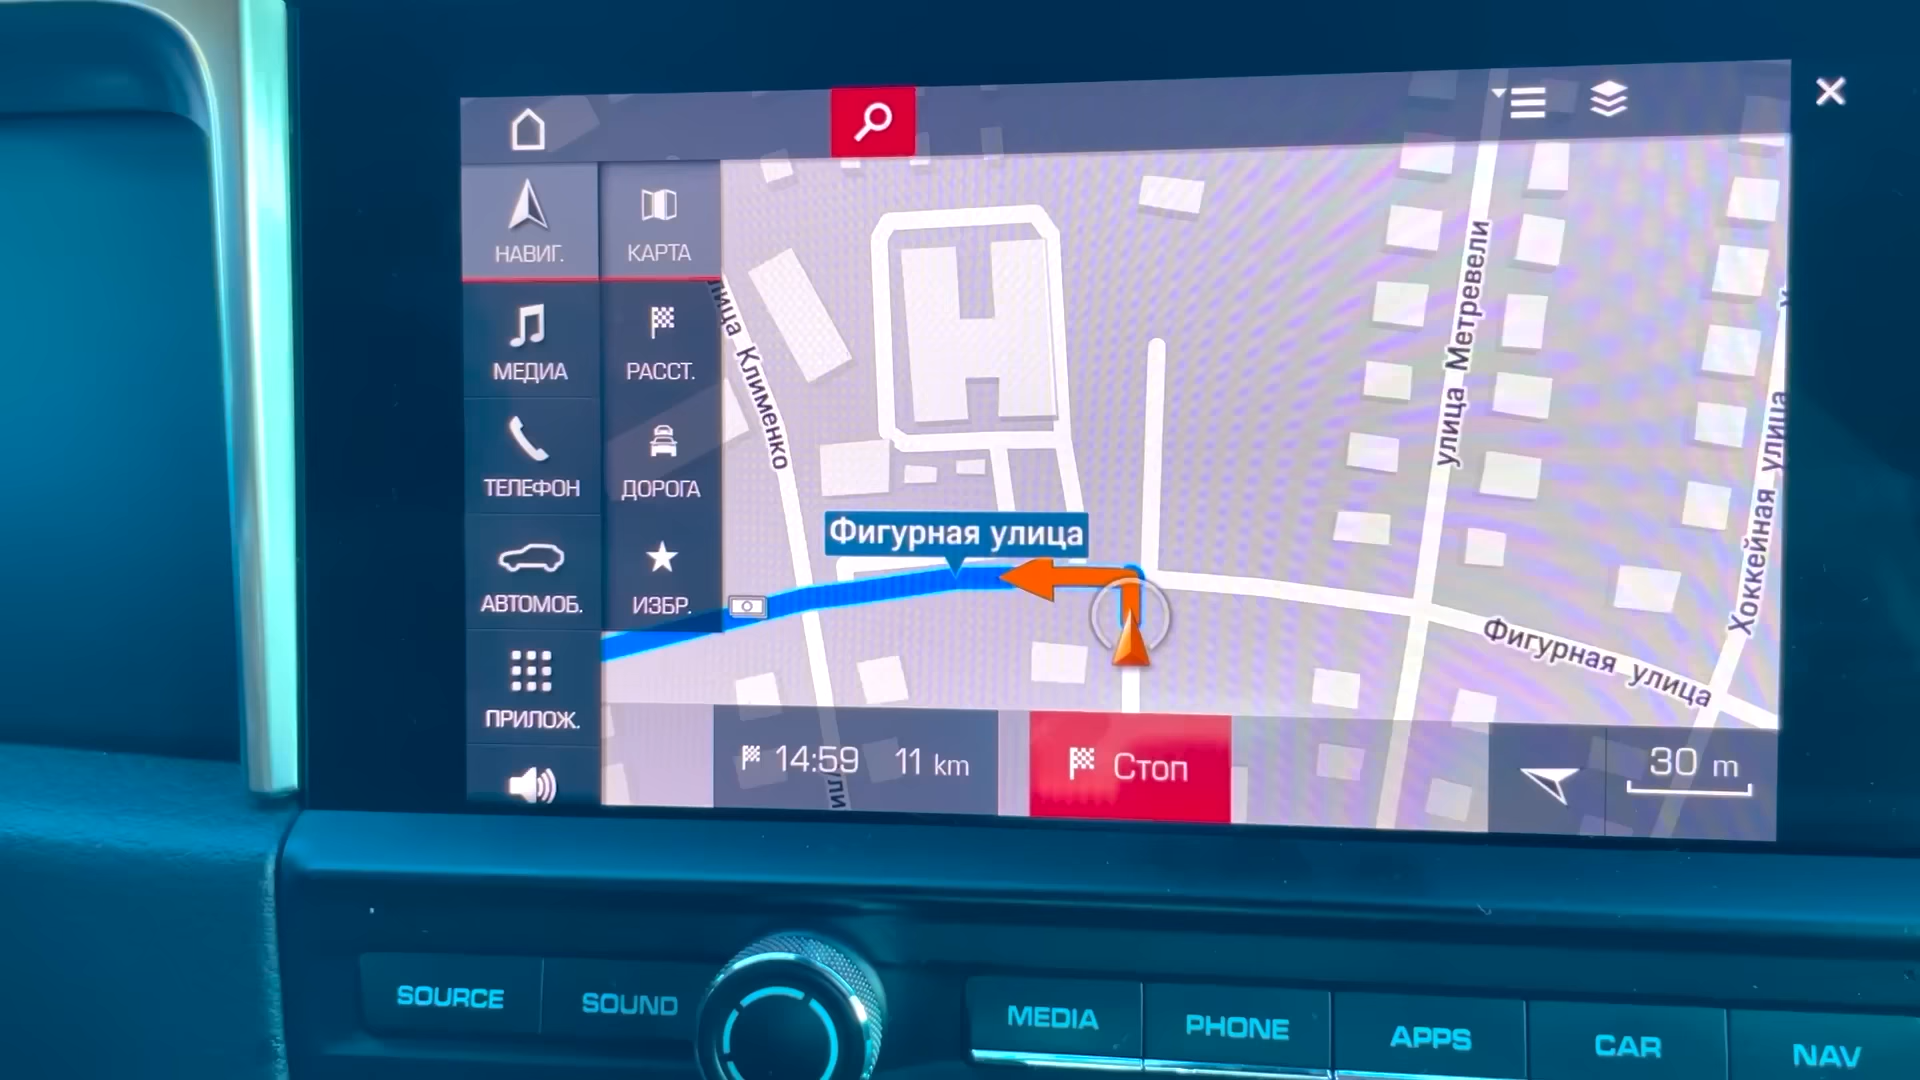 НАВИГ.
КАРТА
МЕДИА
РАССТ.
ТЕЛЕФОН
ДОРОГА
АВТОМОБ.
ИЗБР.
ПРИЛОЖ.
Клименко
улица Метревели
Хоккейная улица
Фигурная улица
Фигурная улица
14:59
11 km
Стоп
30 m
SOURCE
SOUND
MEDIA
PHONE
APPS
CAR
NAV